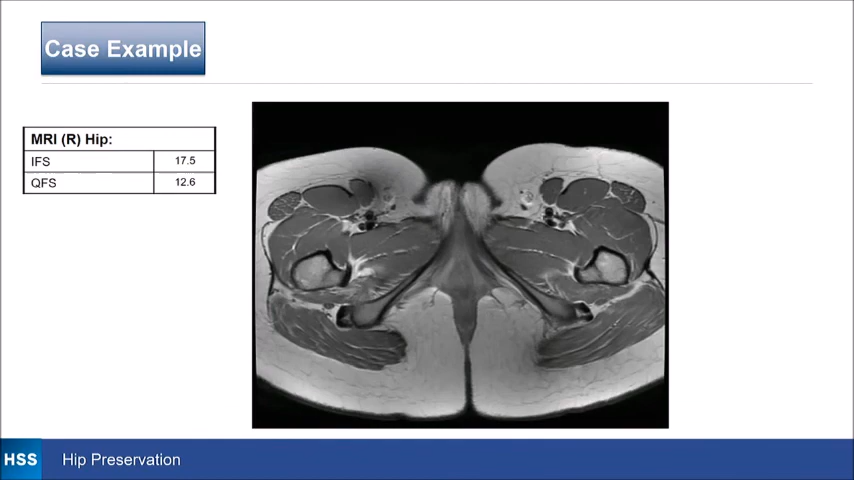 Case Example
MRI (R) Hip:
IFS 17.5
QFS 12.6
HSS Hip Preservation